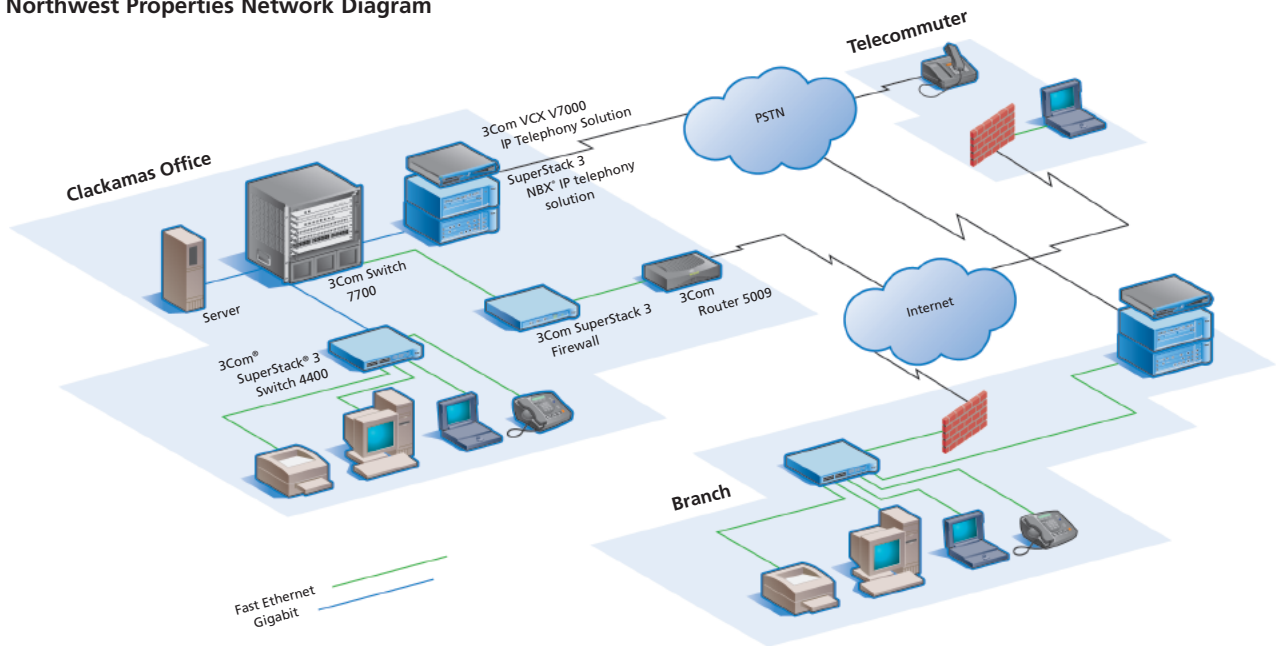 Northwest Properties Network Diagram
Telecommuter
PSTN
3Com VCX V7000
IP Telephony Solution
Clackamas Office
SuperStack 3
NBX® IP telephony
solution
3Com Switch
7700
3Com
Router 5009
Server
Internet
3Com SuperStack 3
Firewall
3Com®
SuperStack® 3
Switch 4400
Branch
Fast Ethernet
Gigabit